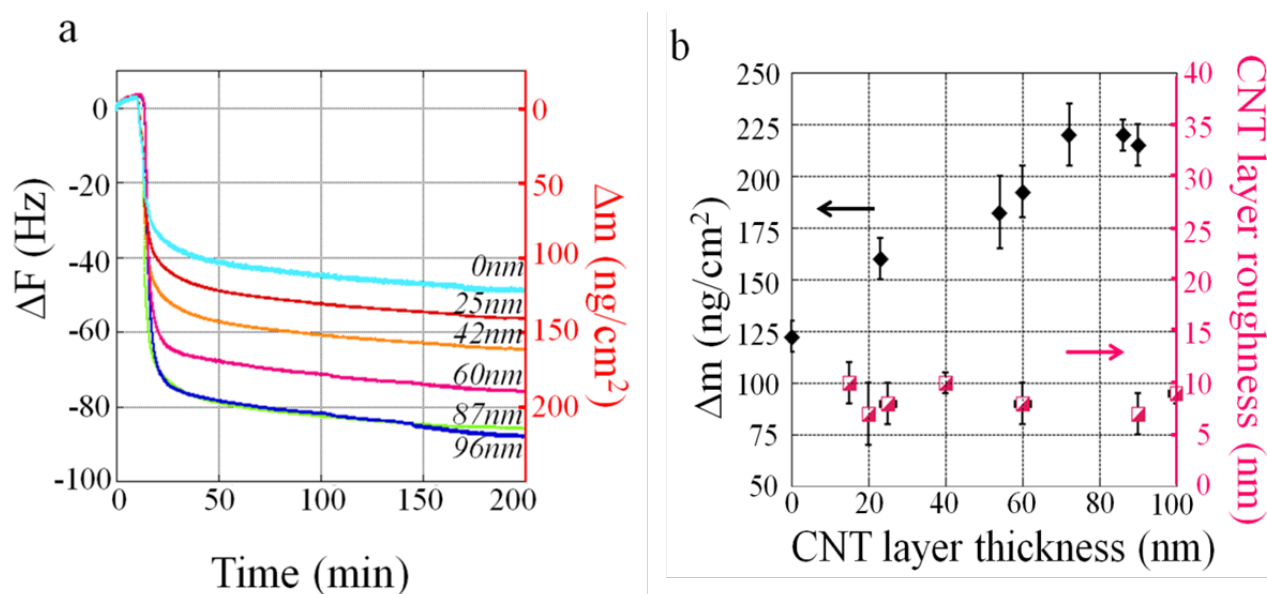 a
ΔF (Hz)
0
-20
-40
-60
-80
-100
0
50
100
150
200
Time (min)
0
50
100
150
200
Δm (ng/cm²)
0nm
25nm
42nm
60nm
87nm
96nm
b
Δm (ng/cm²)
250
225
200
175
150
125
100
75
50
0
20
40
60
80
100
CNT layer thickness (nm)
40
35
30
25
20
15
10
5
0
CNT layer roughness (nm)